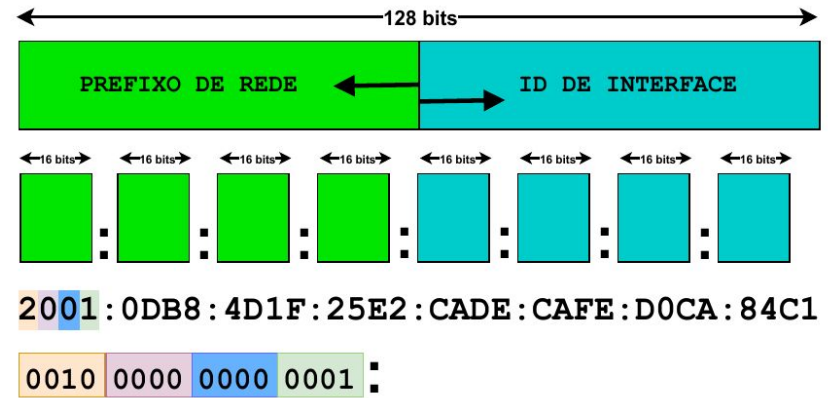 128 bits
PREFIXO DE REDE ID DE INTERFACE
16 bits 16 bits 16 bits 16 bits 16 bits 16 bits 16 bits 16 bits
: : : : : : :
2001:0DB8:4D1F:25E2:CADE:CAFE:D0CA:84C1
0010 0000 0000 0001 :